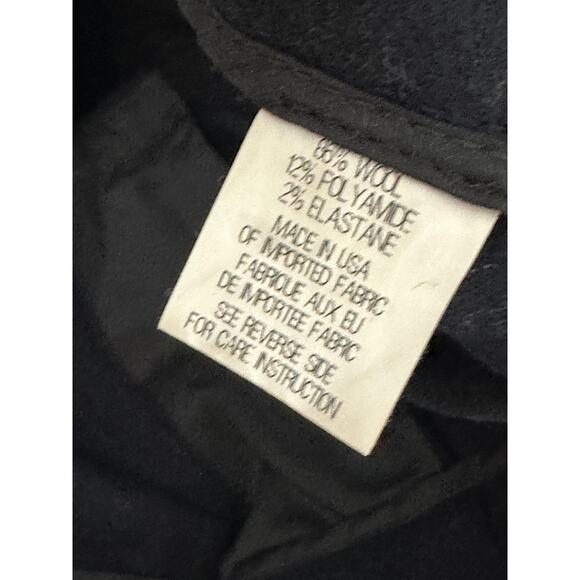 86% WOOL
12% POLYAMIDE
2% ELASTANE
MADE IN USA
OF IMPORTED FABRIC
FABRIQUE AUX EU
DE IMPORTEE FABRIC
SEE REVERSE SIDE
FOR CARE INSTRUCTION